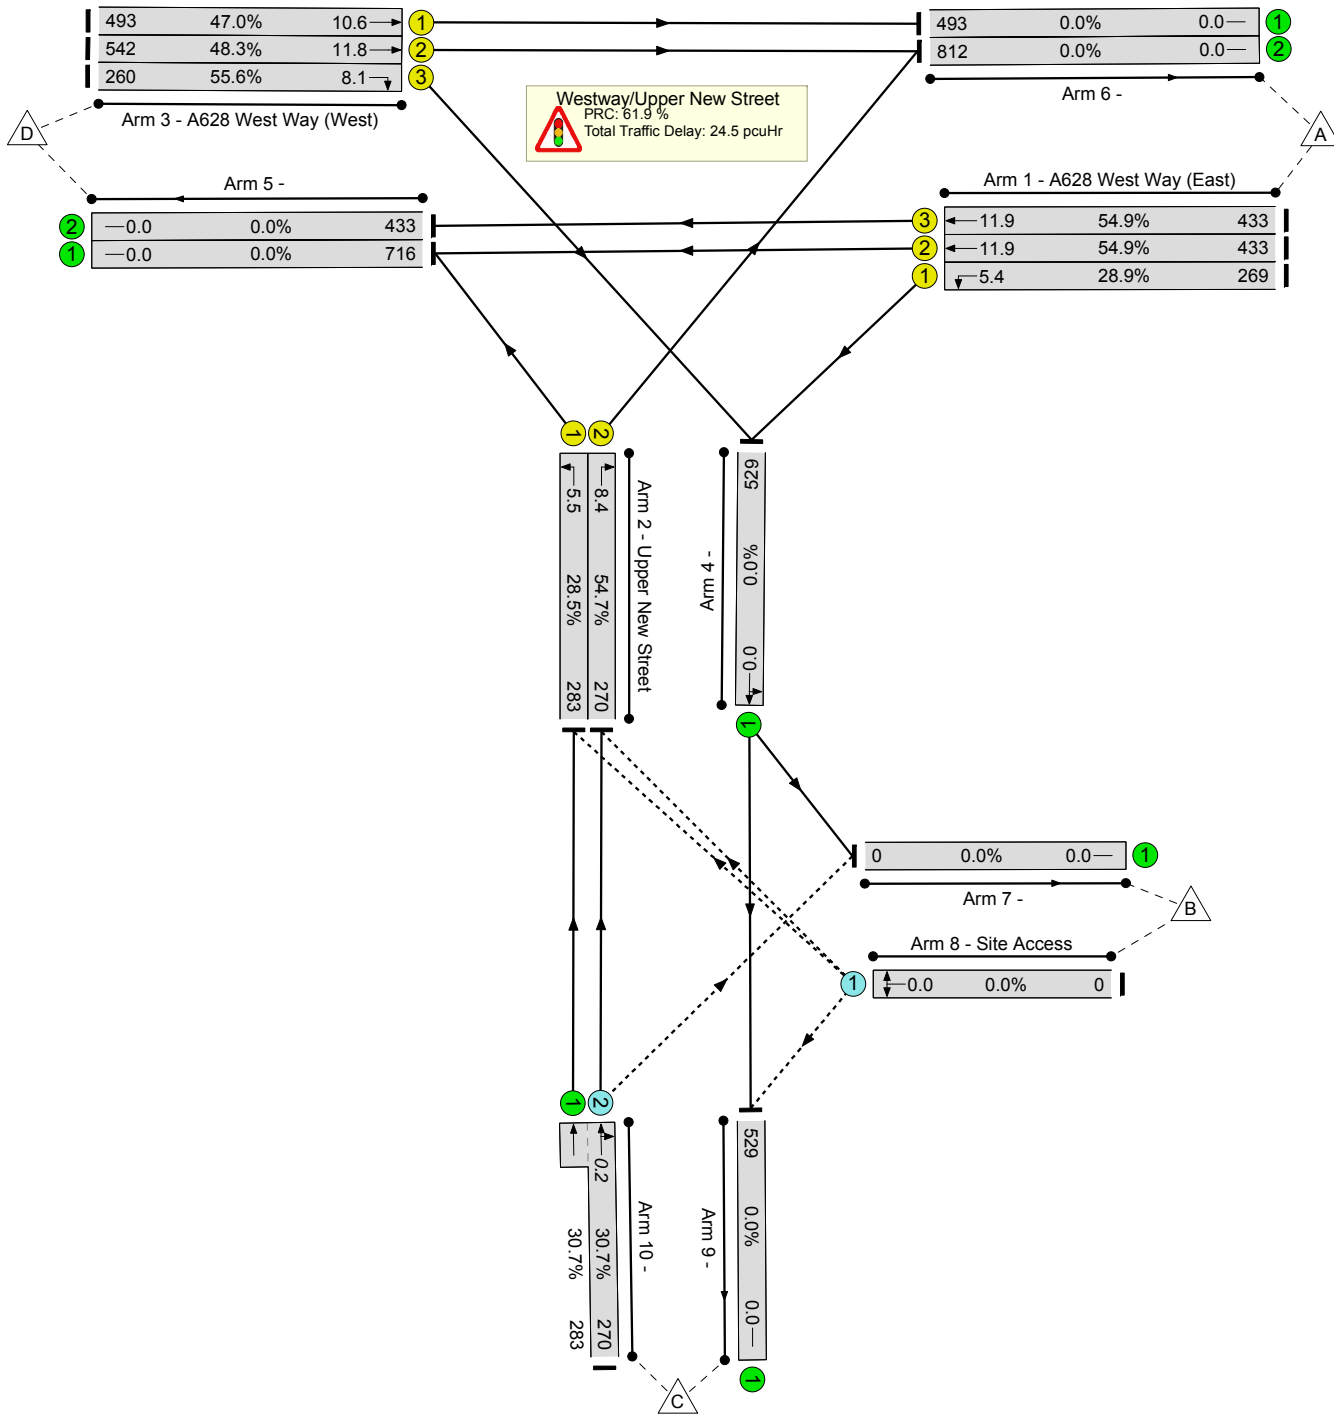 493 47.0% 10.6 1
542 48.3% 11.8 2
260 55.6% 8.1 3
Arm 3 - A628 West Way (West)
D
493 0.0% 0.0 1
812 0.0% 0.0 2
Arm 6 -
A
Westway/Upper New Street
PRC: 61.9 %
Total Traffic Delay: 24.5 pcuHr
Arm 5 -
2 0.0 0.0% 433
1 0.0 0.0% 716
Arm 1 - A628 West Way (East)
3 11.9 54.9% 433
2 11.9 54.9% 433
1 5.4 28.9% 269
1 5.5 28.5% 283
2 8.4 54.7% 270
Arm 2 - Upper New Street
529 0.0% 0.0 1
Arm 4 -
0 0.0% 0.0 1
Arm 7 -
B
Arm 8 - Site Access
1 0.0 0.0% 0
1 30.7% 283
2 0.2 30.7% 270
Arm 10 -
529 0.0% 0.0 1
Arm 9 -
C